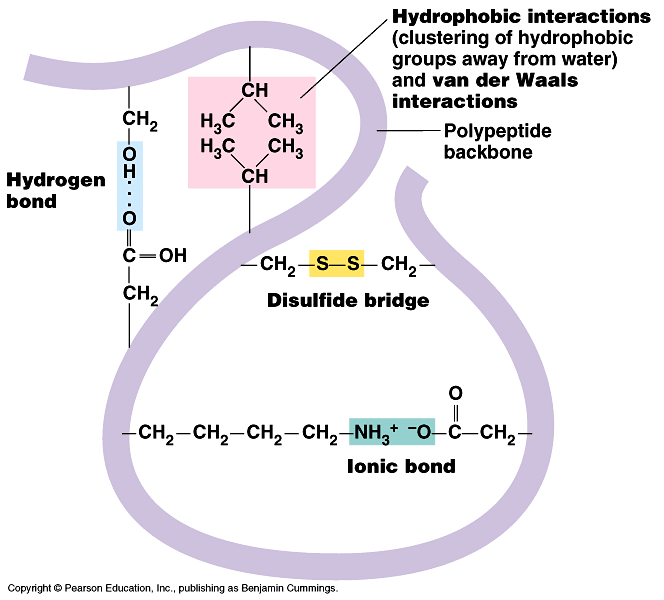 Hydrophobic interactions
(clustering of hydrophobic
groups away from water)
and van der Waals
interactions
Polypeptide
backbone
CH
H₃C CH₃
H₃C CH₃
CH
CH₂
O
H
Hydrogen
bond
O
C=OH
CH₂
CH₂—S—S—CH₂
Disulfide bridge
O
CH₂—CH₂—CH₂—CH₂—NH₃⁺ ⁻O—C—CH₂
Ionic bond
Copyright © Pearson Education, Inc., publishing as Benjamin Cummings.